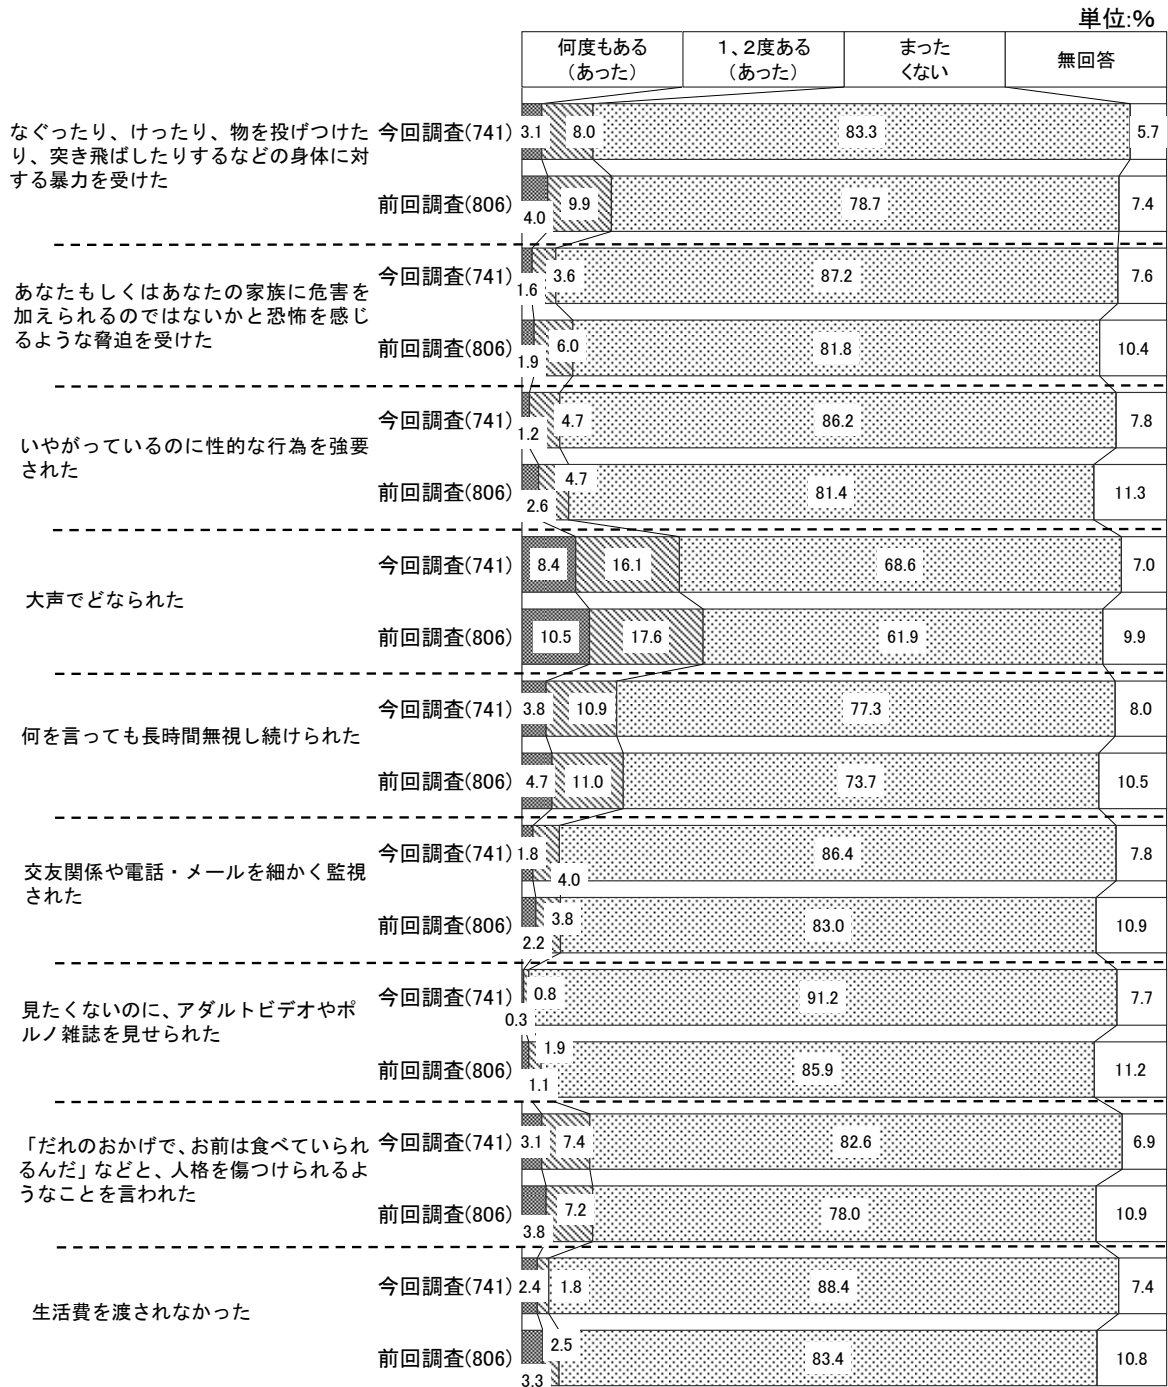 単位:%
何度もある
（あった）
１、２度ある
（あった）
まった
くない
無回答
なぐったり、けったり、物を投げつけた
り、突き飛ばしたりするなどの身体に対
する暴力を受けた
今回調査(741)
3.1
8.0
83.3
5.7
前回調査(806)
4.0
9.9
78.7
7.4
あなたもしくはあなたの家族に危害を
加えられるのではないかと恐怖を感じ
るような脅迫を受けた
今回調査(741)
1.6
3.6
87.2
7.6
前回調査(806)
1.9
6.0
81.8
10.4
いやがっているのに性的な行為を強要
された
今回調査(741)
1.2
4.7
86.2
7.8
前回調査(806)
2.6
4.7
81.4
11.3
大声でどなられた
今回調査(741)
8.4
16.1
68.6
7.0
前回調査(806)
10.5
17.6
61.9
9.9
何を言っても長時間無視し続けられた
今回調査(741)
3.8
10.9
77.3
8.0
前回調査(806)
4.7
11.0
73.7
10.5
交友関係や電話・メールを細かく監視
された
今回調査(741)
1.8
4.0
86.4
7.8
前回調査(806)
2.2
3.8
83.0
10.9
見たくないのに、アダルトビデオやポ
ルノ雑誌を見せられた
今回調査(741)
0.3
0.8
91.2
7.7
前回調査(806)
1.1
1.9
85.9
11.2
「だれのおかげで、お前は食べていられ
るんだ」などと、人格を傷つけられるよ
うなことを言われた
今回調査(741)
3.1
7.4
82.6
6.9
前回調査(806)
3.8
7.2
78.0
10.9
生活費を渡されなかった
今回調査(741)
2.4
1.8
88.4
7.4
前回調査(806)
3.3
2.5
83.4
10.8